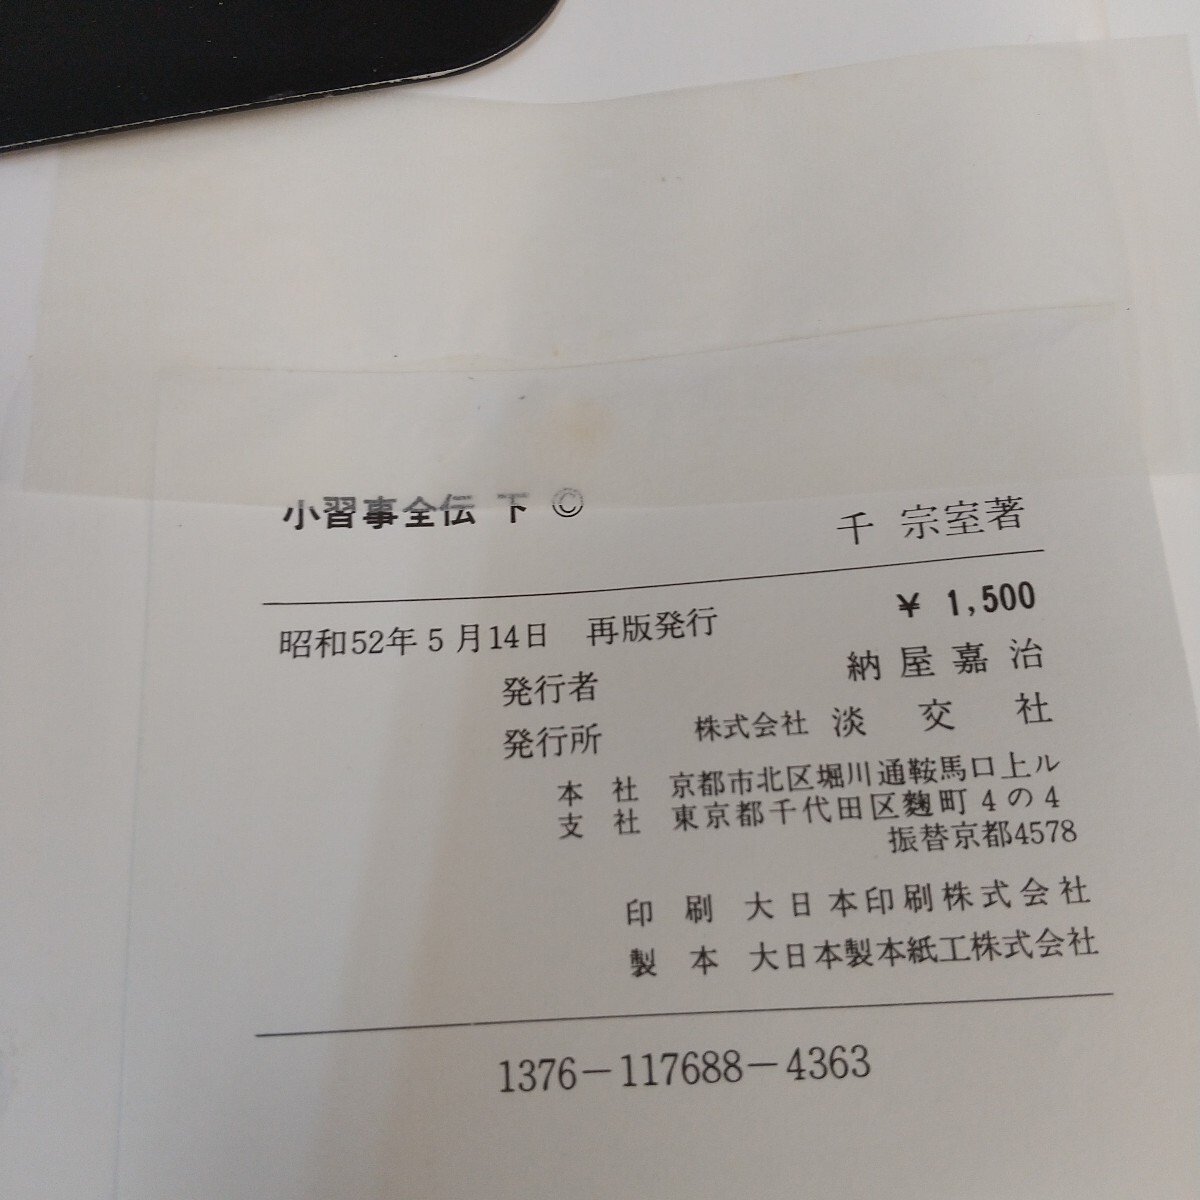 小習事全伝 下 ©
千 宗室著
¥ 1,500
昭和52年5月14日 再版発行
発行者 納屋嘉治
発行所 株式会社 淡交社
本社 京都市北区堀川通鞍馬口上ル
支社 東京都千代田区麴町4の4
振替京都4578
印刷 大日本印刷株式会社
製本 大日本製本紙工株式会社
1376-117688-4363